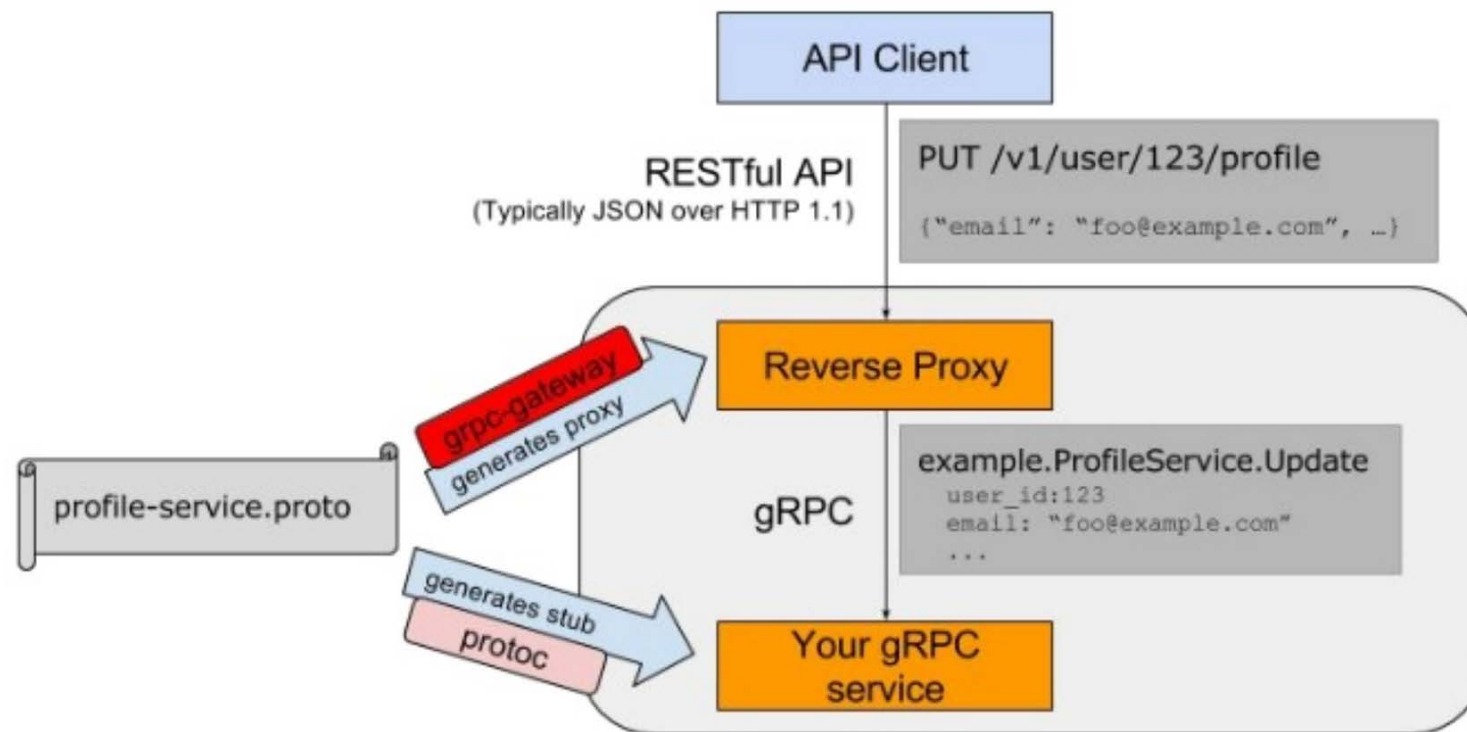 API Client
RESTful API
(Typically JSON over HTTP 1.1)
PUT /v1/user/123/profile
{“email”: “foo@example.com”, …}
grpc-gateway
generates proxy
Reverse Proxy
profile-service.proto
gRPC
example.ProfileService.Update
user_id:123
email: “foo@example.com”
...
generates stub
protoc
Your gRPC
service